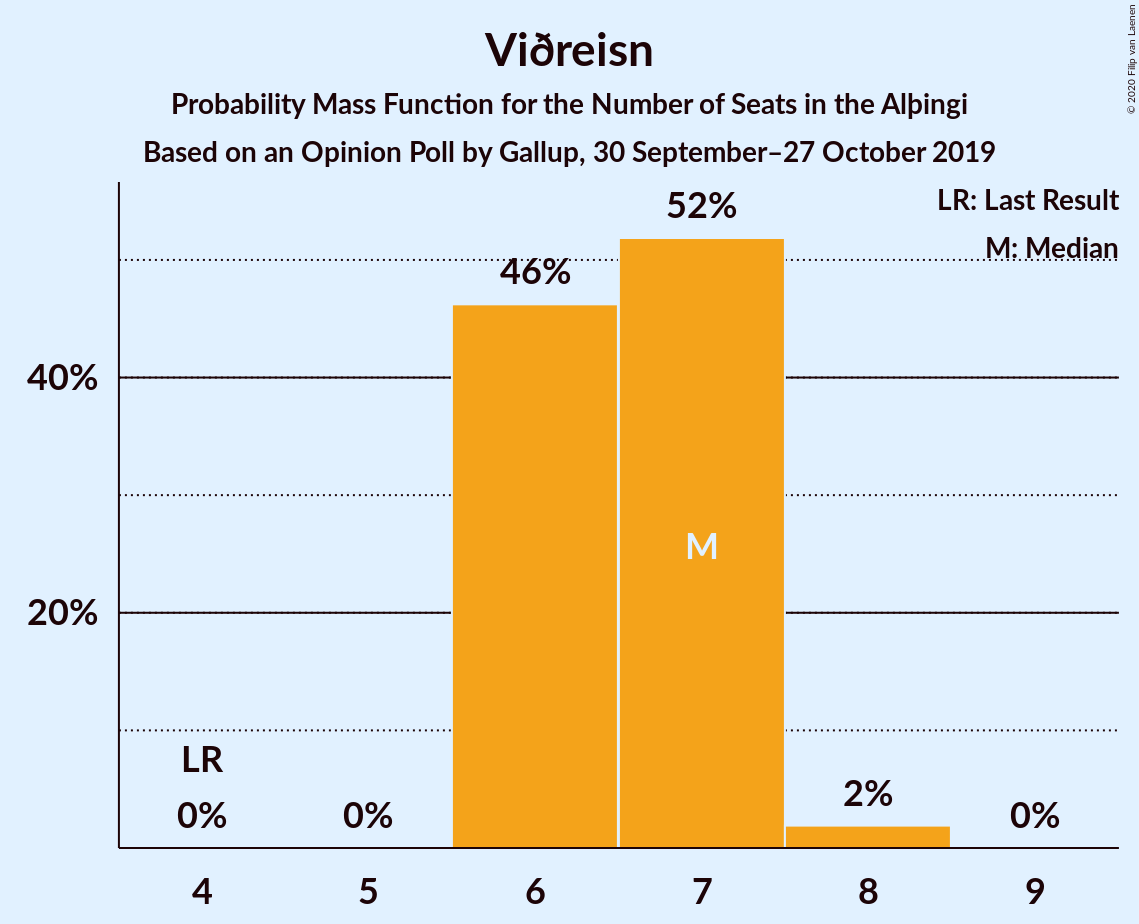 Viðreisn
Probability Mass Function for the Number of Seats in the Alþingi
Based on an Opinion Poll by Gallup, 30 September–27 October 2019
© 2020 Filip van Laenen
LR: Last Result
M: Median
52%
46%
40%
M
20%
LR
0%
0%
2%
0%
4
5
6
7
8
9